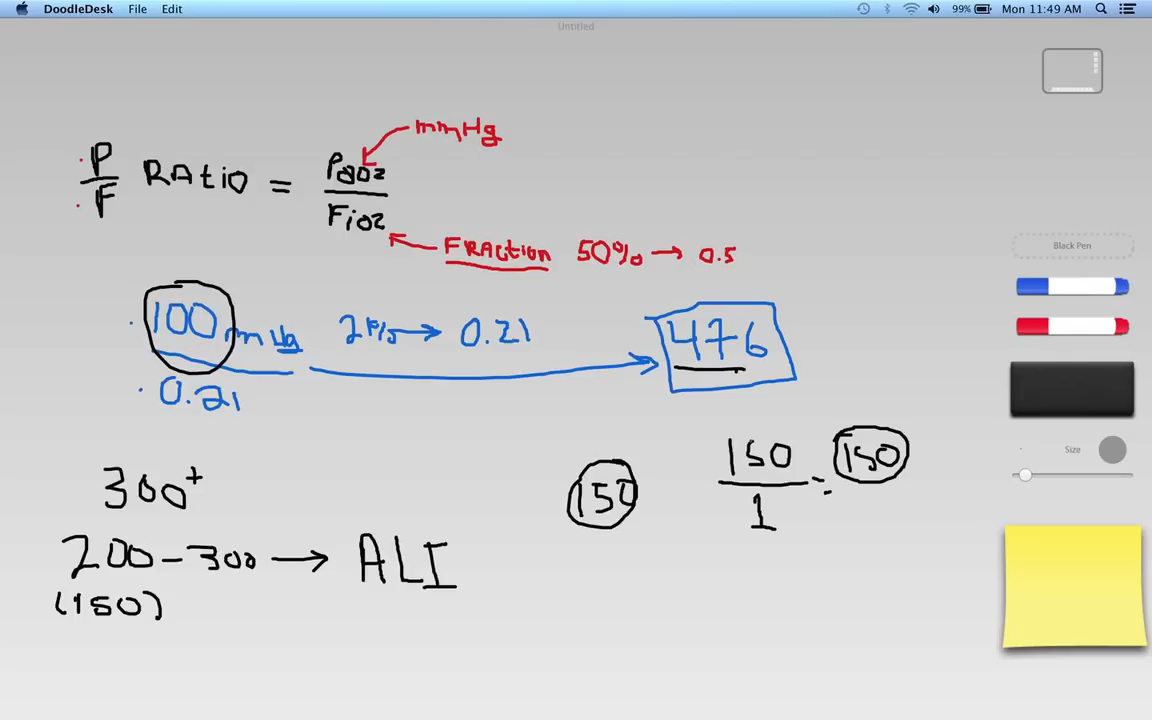 DoodleDesk File Edit 99% Mon 11:49 AM
Untitled
mmHg
P/F RAtio = PaO2/FiO2
FRActioN 50% → 0.5
Black Pen
100 mmHg 21% → 0.21 476
0.21
Size
300+
150 150/1 = 150
200-300 → ALI
(150)